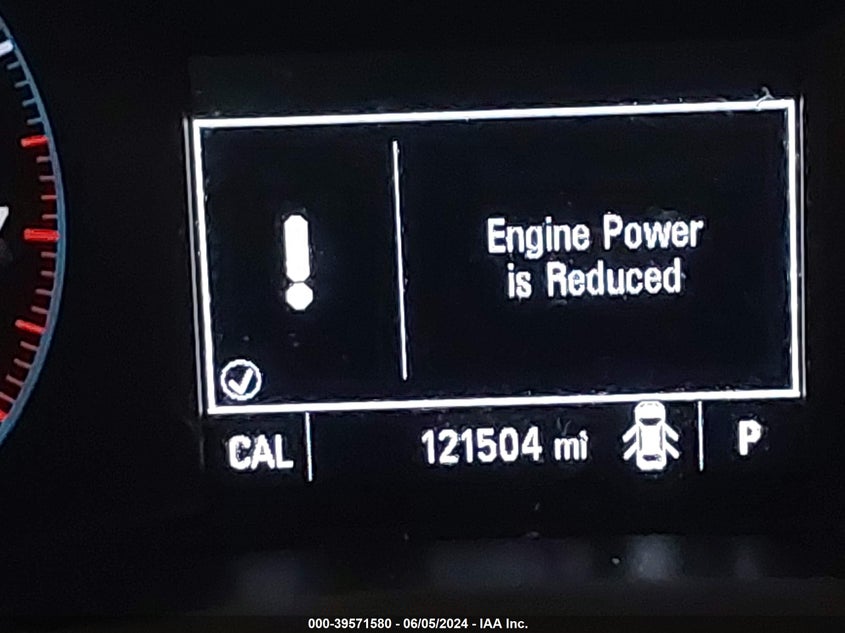 Engine Power
is Reduced
CAL 121504 mi P
000-39571580 - 06/05/2024 - IAA Inc.